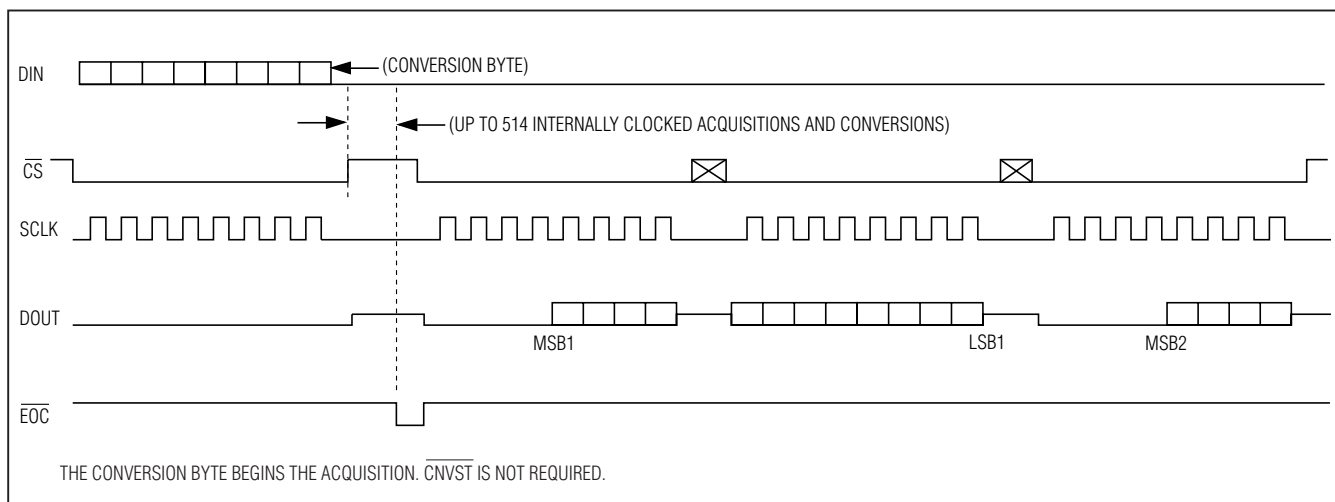 DIN
(CONVERSION BYTE)
(UP TO 514 INTERNALLY CLOCKED ACQUISITIONS AND CONVERSIONS)
CS
SCLK
DOUT
MSB1
LSB1
MSB2
EOC
THE CONVERSION BYTE BEGINS THE ACQUISITION. CNVST IS NOT REQUIRED.